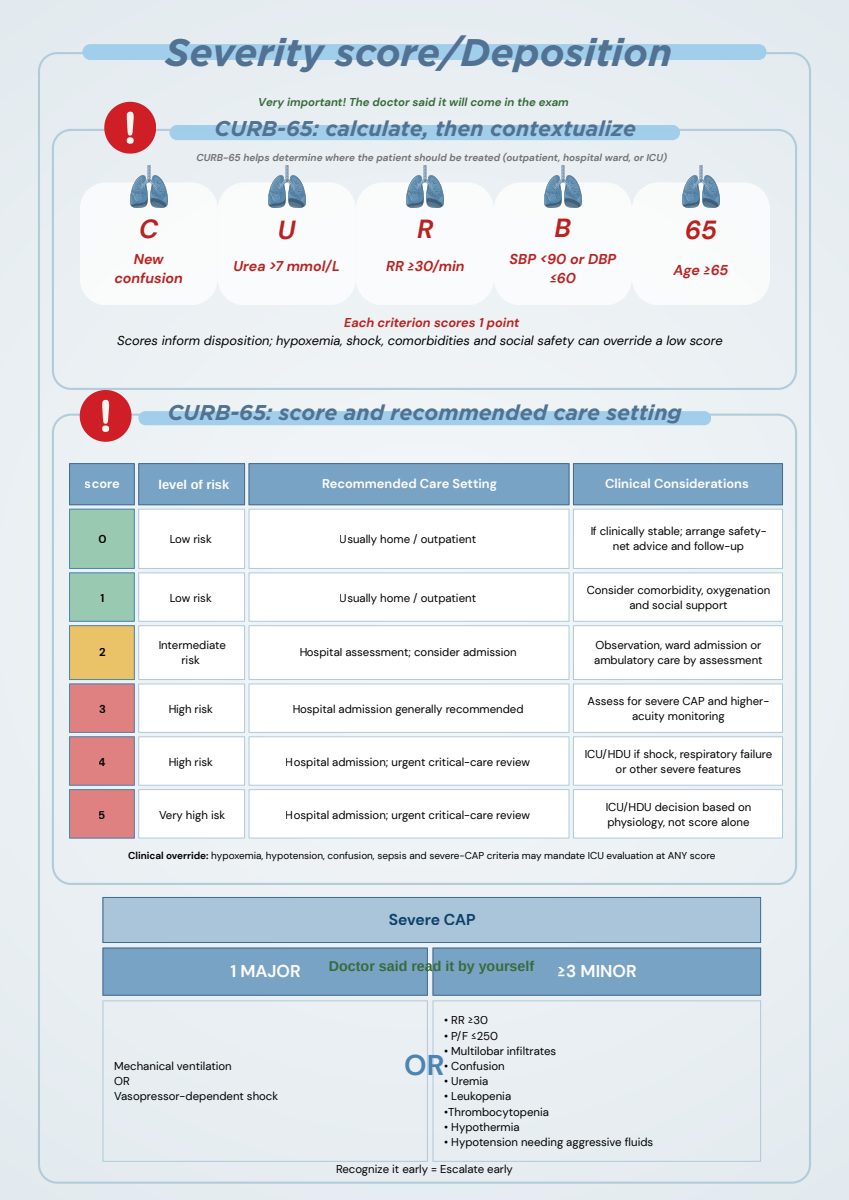 Severity score/Deposition
Very important! The doctor said it will come in the exam
CURB-65: calculate, then contextualize
CURB-65 helps determine where the patient should be treated (outpatient, hospital ward, or ICU)
C
New
confusion
U
Urea >7 mmol/L
R
RR ≥30/min
B
SBP <90 or DBP
≤60
65
Age ≥65
Each criterion scores 1 point
Scores inform disposition; hypoxemia, shock, comorbidities and social safety can override a low score
CURB-65: score and recommended care setting
score level of risk Recommended Care Setting Clinical Considerations
0 Low risk Usually home / outpatient
If clinically stable; arrange safety-
net advice and follow-up
1 Low risk Usually home / outpatient
Consider comorbidity, oxygenation
and social support
2
Intermediate
risk
Hospital assessment; consider admission
Observation, ward admission or
ambulatory care by assessment
3 High risk Hospital admission generally recommended
Assess for severe CAP and higher-
acuity monitoring
4 High risk Hospital admission; urgent critical-care review
ICU/HDU if shock, respiratory failure
or other severe features
5 Very high isk Hospital admission; urgent critical-care review
ICU/HDU decision based on
physiology, not score alone
Clinical override: hypoxemia, hypotension, confusion, sepsis and severe-CAP criteria may mandate ICU evaluation at ANY score
Severe CAP
Doctor said read it by yourself
1 MAJOR
≥3 MINOR
Mechanical ventilation
OR
Vasopressor-dependent shock
OR
• RR ≥30
• P/F ≤250
• Multilobar infiltrates
• Confusion
• Uremia
• Leukopenia
•Thrombocytopenia
• Hypothermia
• Hypotension needing aggressive fluids
Recognize it early = Escalate early